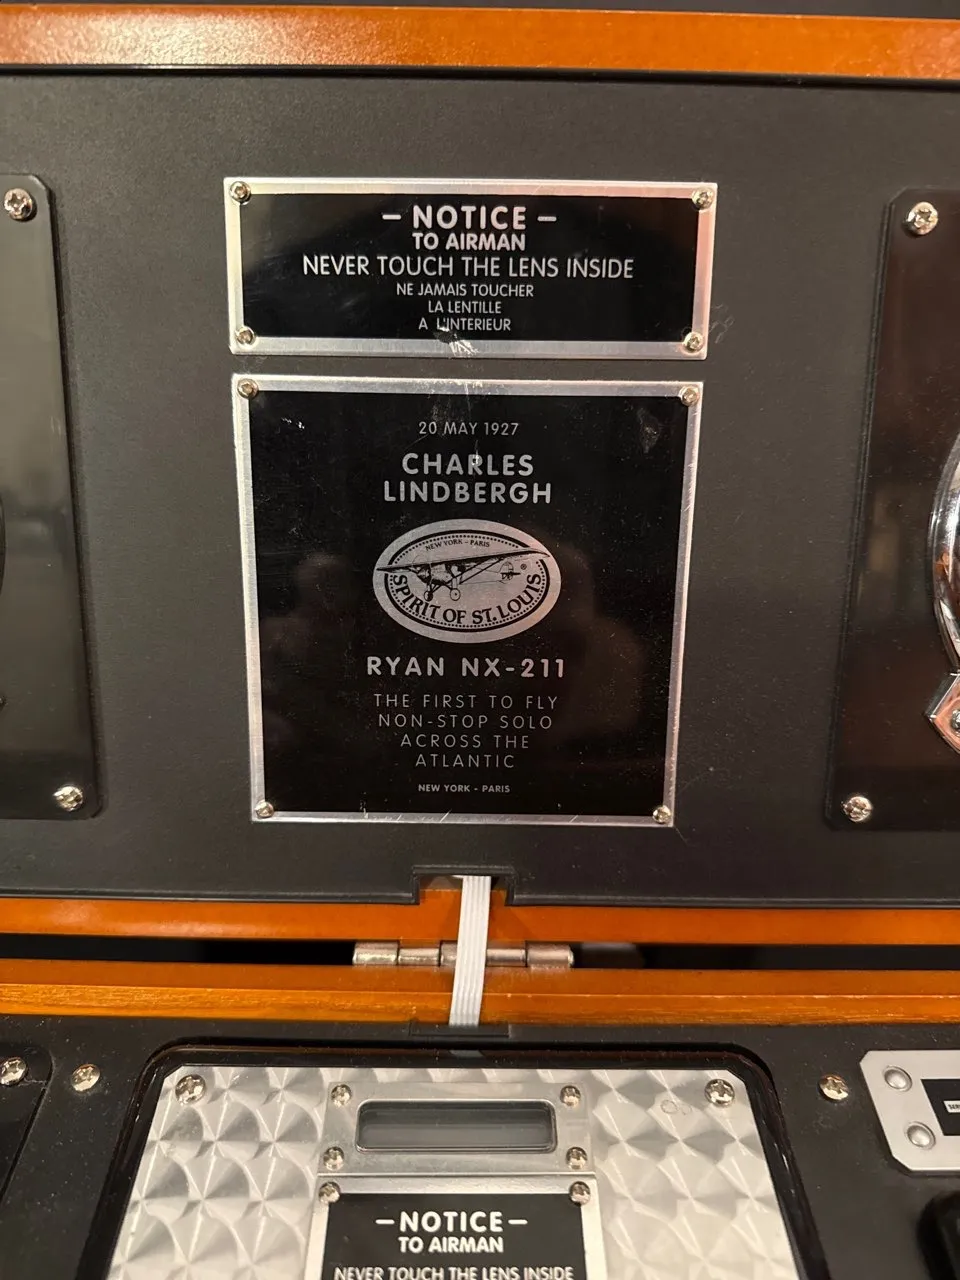 – NOTICE –
TO AIRMAN
NEVER TOUCH THE LENS INSIDE
NE JAMAIS TOUCHER
LA LENTILLE
A L'INTERIEUR
20 MAY 1927
CHARLES
LINDBERGH
NEW YORK - PARIS
SPIRIT OF ST. LOUIS
®
RYAN NX-211
THE FIRST TO FLY
NON-STOP SOLO
ACROSS THE
ATLANTIC
NEW YORK - PARIS
– NOTICE –
TO AIRMAN
NEVER TOUCH THE LENS INSIDE